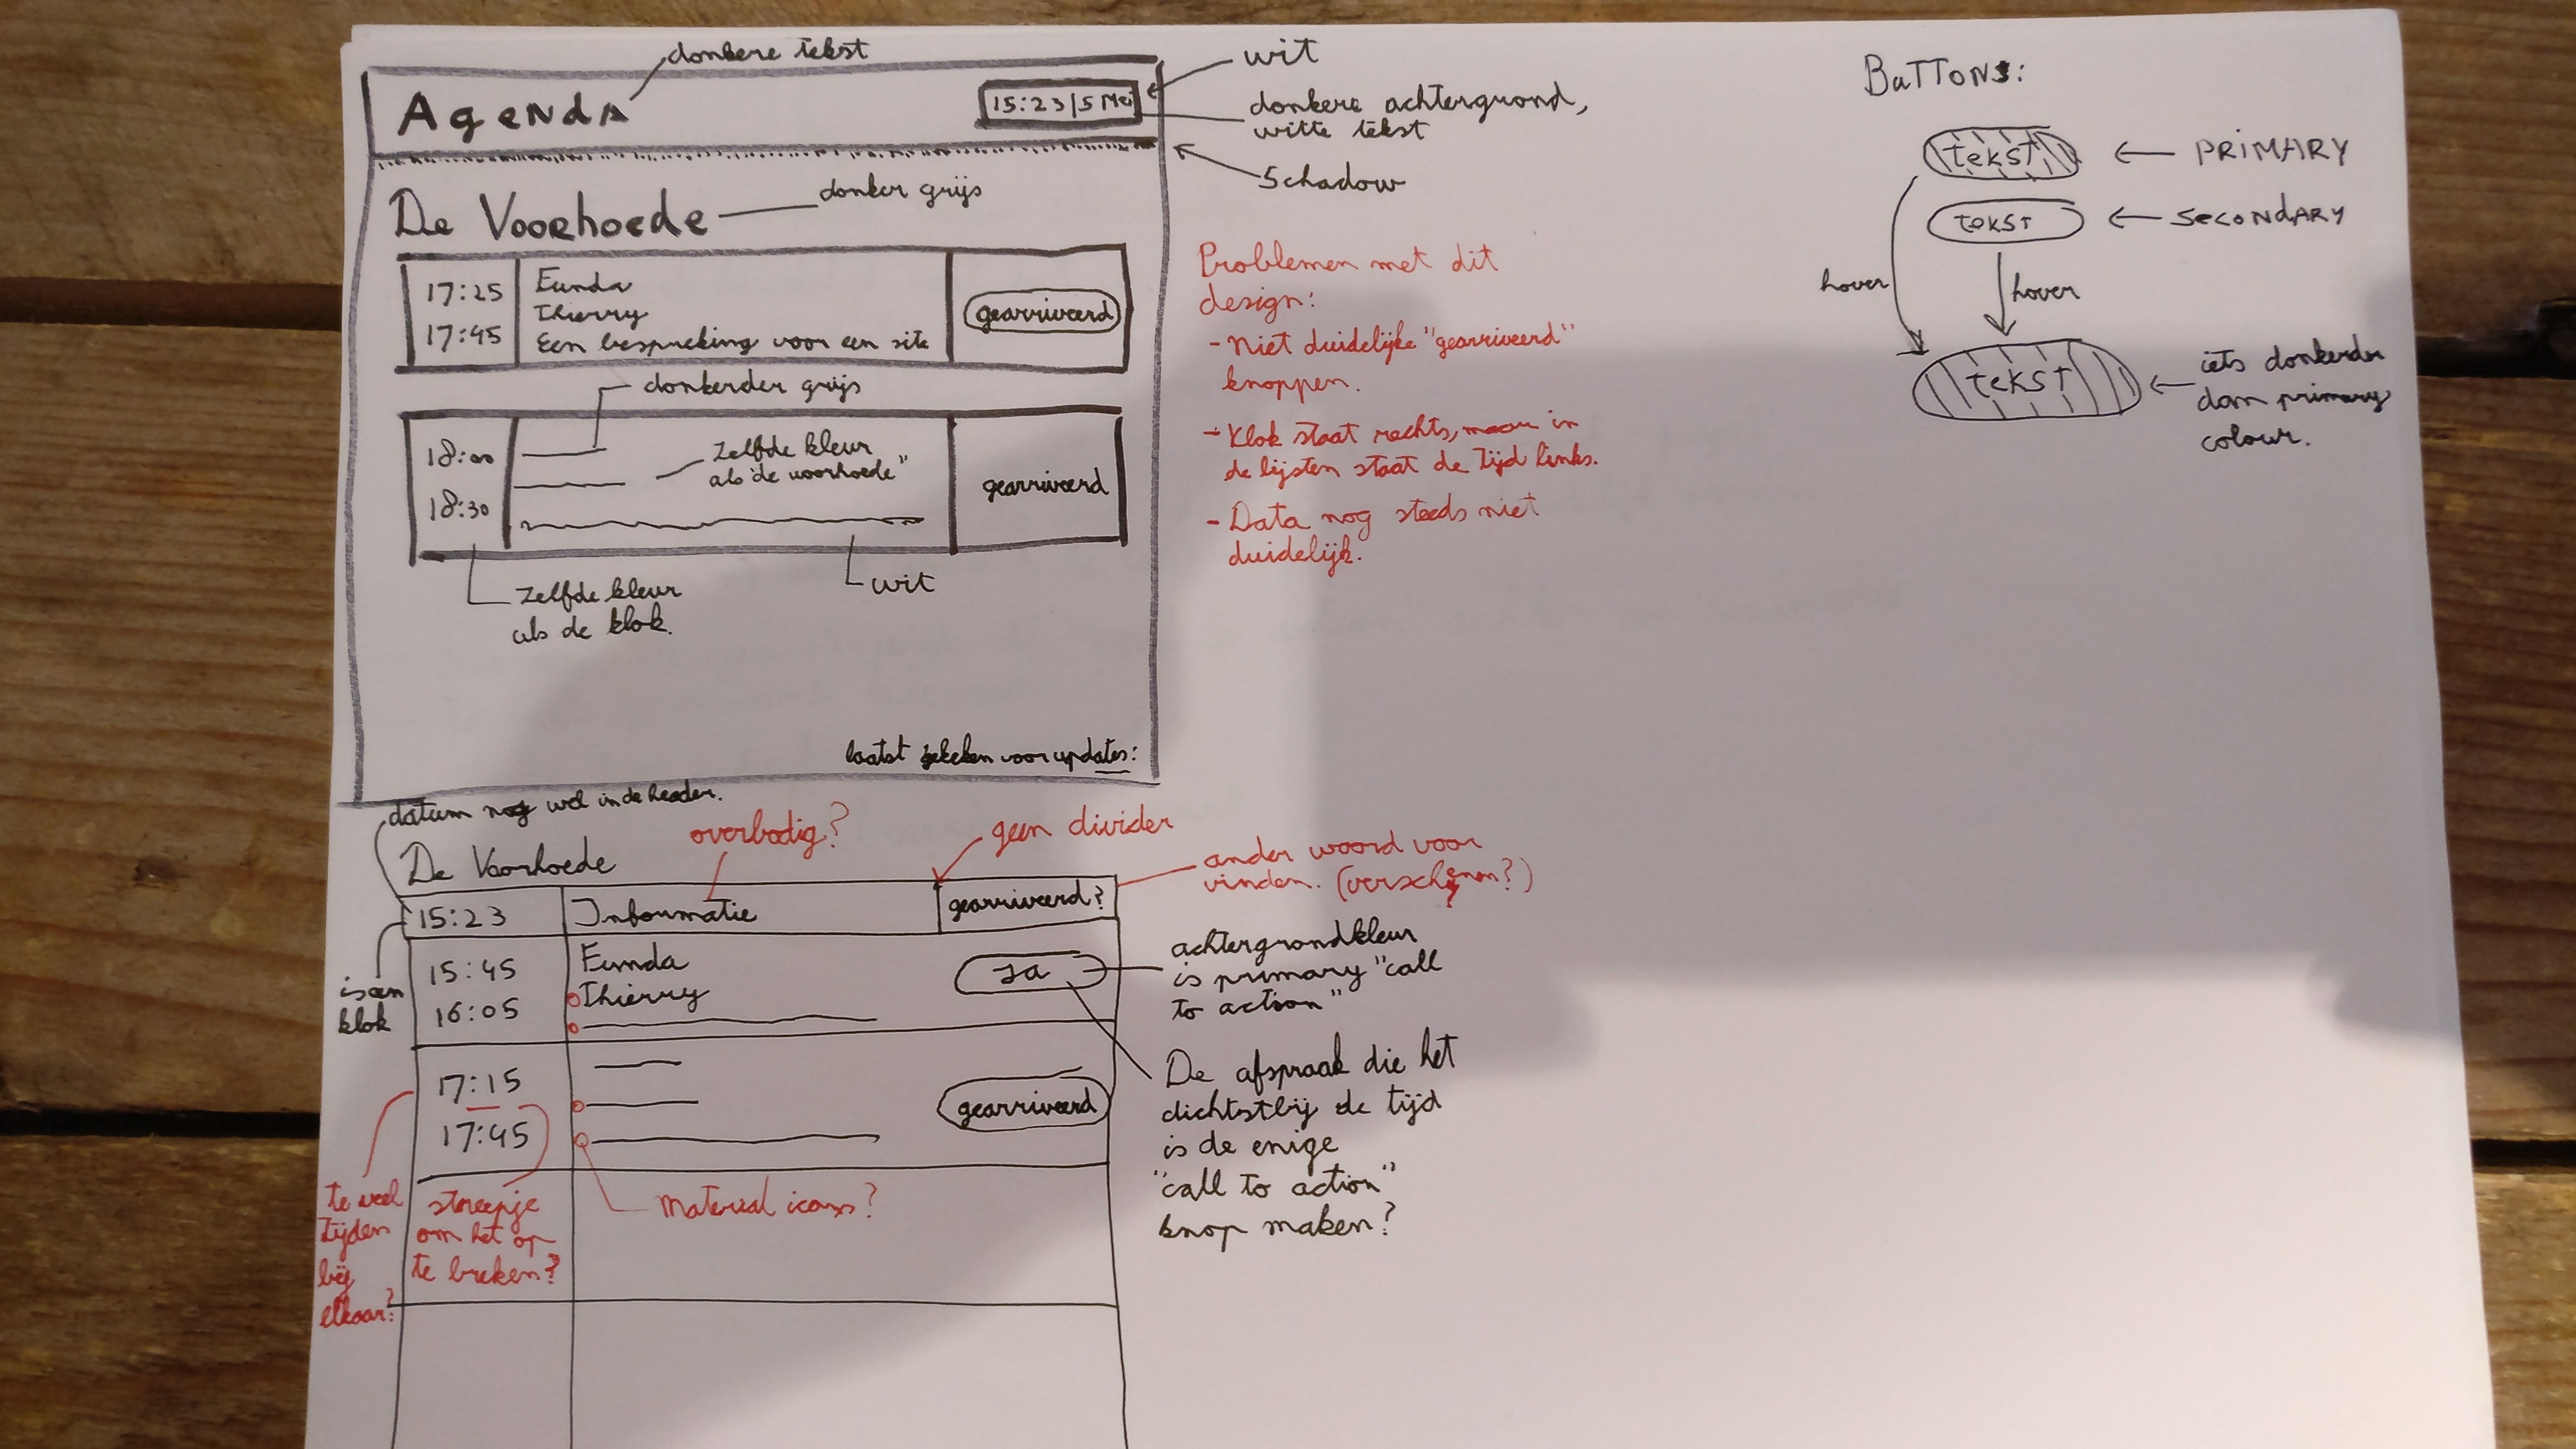 donkere tekst
Agenda
15:23|5 Mei
wit
donkere achtergrond,
witte tekst
Schadow
De Voorhoede
donker grijs
17:25
17:45
Funda
Thierry
Een bespreking voor een site
gearriveerd
donkerder grijs
18:00
18:30
Zelfde kleur
als "de voorhoede"
gearriveerd
Zelfde kleur
als de klok.
wit
laatst gekeken voor updates:
Problemen met dit
design:
- Niet duidelijke "gearriveerd"
knoppen.
- Klok staat rechts, maar in
de lijsten staat de tijd links.
- Data nog steeds niet
duidelijk.
BuTTONS:
tekst
PRIMARY
tekst
SECONDARY
hover
hover
tekst
iets donkerder
dan primary
colour.
datum nog wel in de header.
De Voorhoede
overbodig?
geen divider
ander woord voor
vinden. (verschenen?)
15:23
Informatie
gearriveerd?
is een
klok
15:45
16:05
Funda
Thierry
Ja
achtergrondkleur
is primary "call
to action"
17:15
17:45
gearriveerd
De afspraak die het
dichtstbij de tijd
is de enige
"call to action"
knop maken?
te veel
tijden
bij
elkaar?
streepje
om het op
te breken?
Material icons?